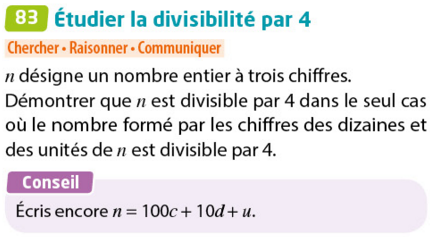 83 Étudier la divisibilité par 4
Chercher • Raisonner • Communiquer
n désigne un nombre entier à trois chiffres.
Démontrer que n est divisible par 4 dans le seul cas
où le nombre formé par les chiffres des dizaines et
des unités de n est divisible par 4.
Conseil
Écris encore n = 100c + 10d + u.